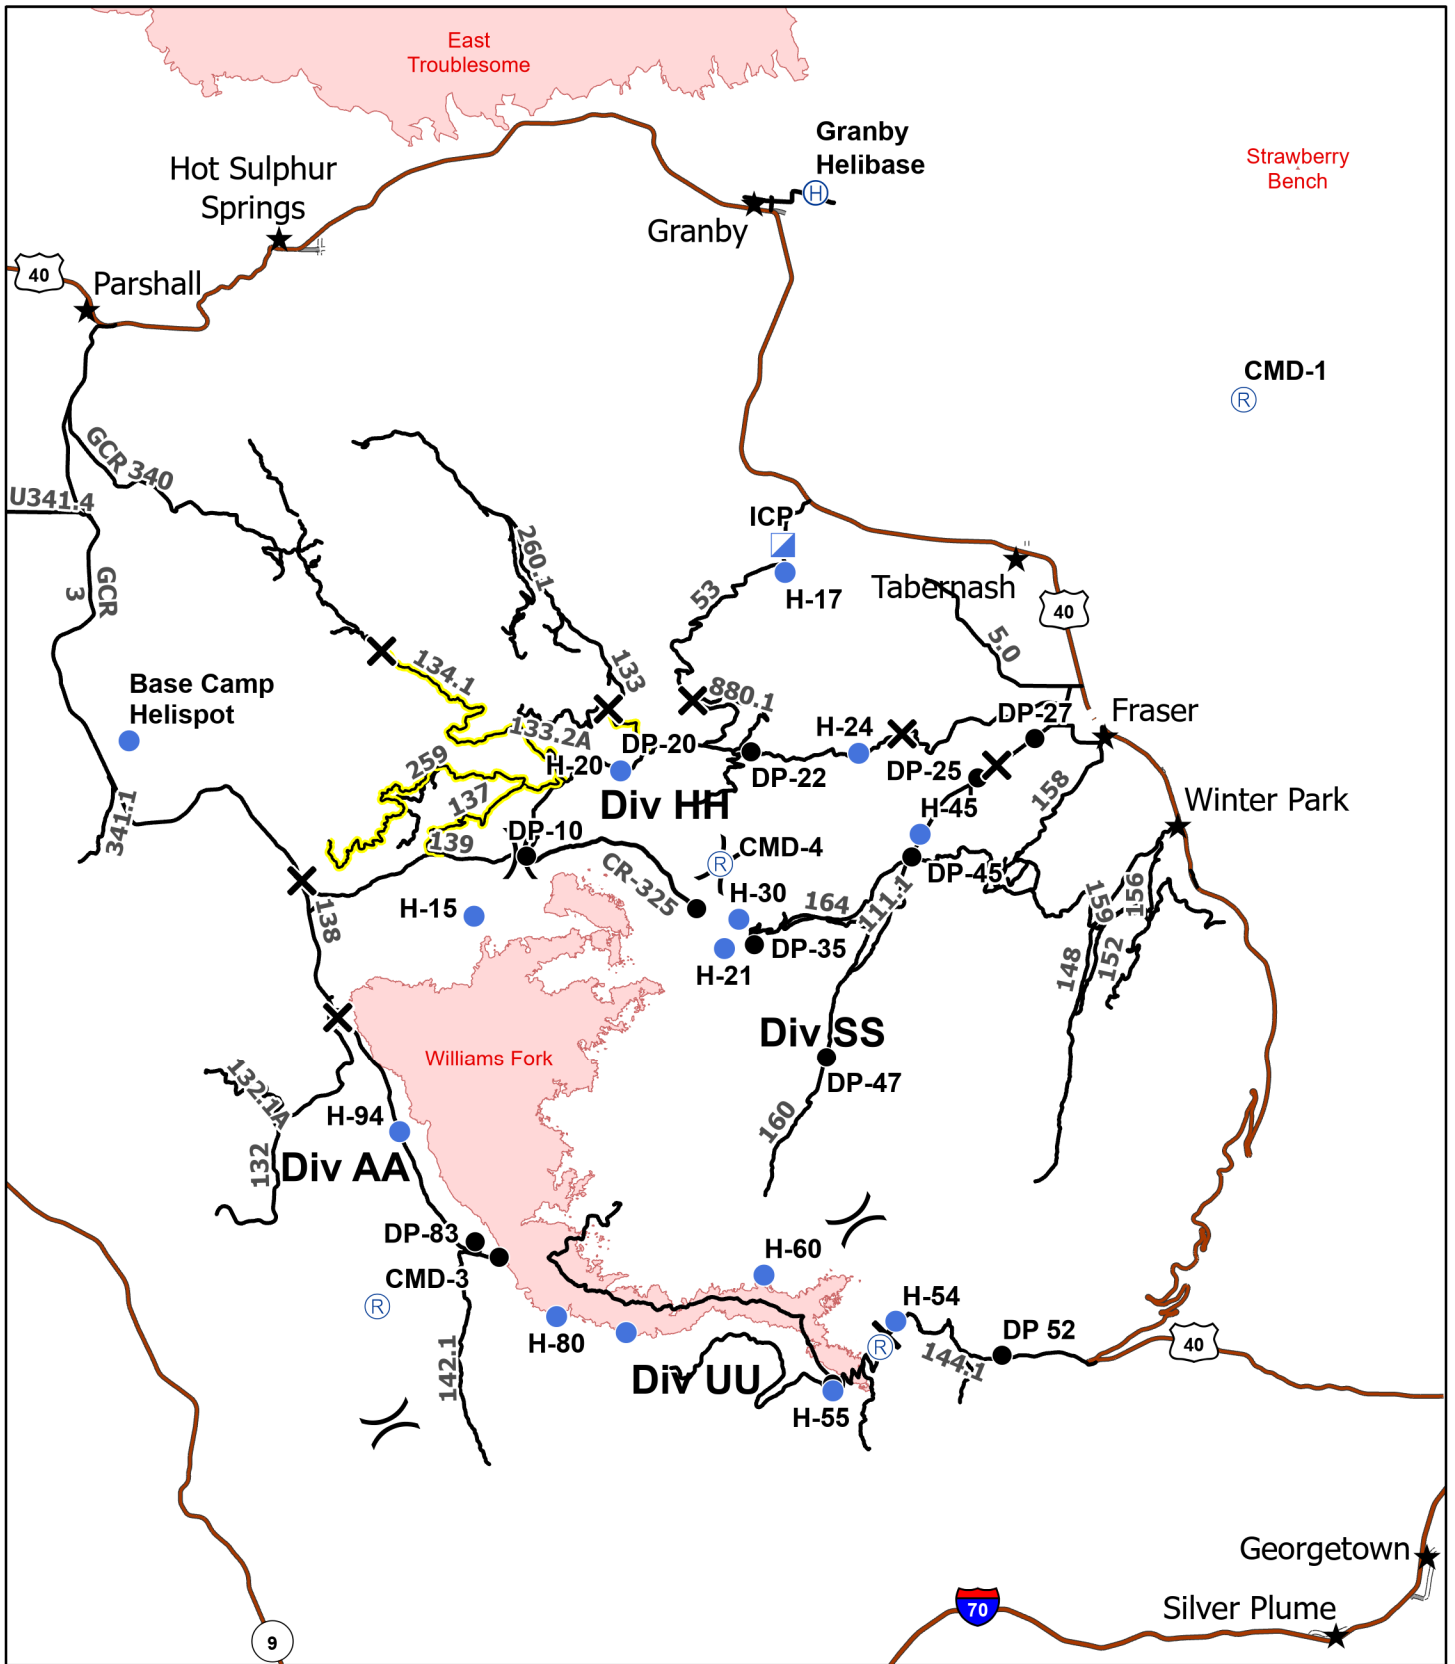 East
Troublesome
Granby
Helibase
H
Strawberry
Bench
Hot Sulphur
Springs
Granby
40
Parshall
CMD-1
R
GCR 340
U341.4
ICP
260.1
GCR
3
53
H-17
Tabernash
40
5.0
133
134.1
880.1
Base Camp
Helispot
133.2A
DP-20
H-24
DP-27
Fraser
259
H-20
DP-22
DP-25
137
Div HH
H-45
158
Winter Park
341.1
139
DP-10
CMD-4
R
DP-45
CR-325
H-30
164
111.1
159
156
H-15
138
DP-35
H-21
148
152
Div SS
Williams Fork
DP-47
132.1A
H-94
160
132
Div AA
DP-83
CMD-3
R
H-60
H-54
DP 52
H-80
R
144.1
40
142.1
Div UU
H-55
Georgetown
70
Silver Plume
9